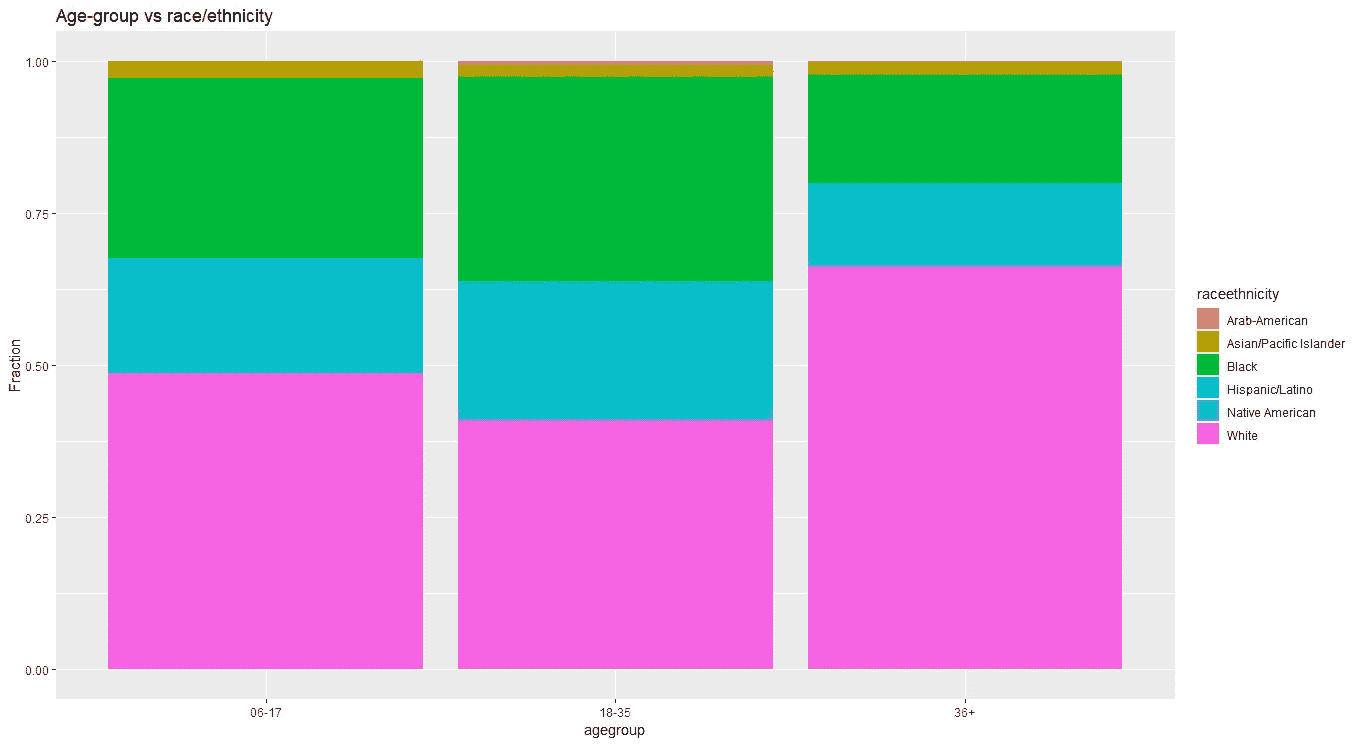 Age-group vs race/ethnicity
1.00
0.75
0.50
0.25
0.00
Fraction
06-17
18-35
36+
agegroup
raceethnicity
Arab-American
Asian/Pacific Islander
Black
Hispanic/Latino
Native American
White